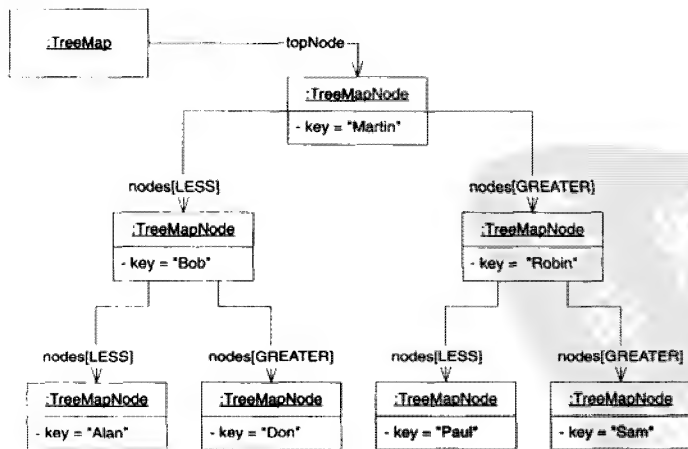 :TreeMap
topNode
:TreeMapNode
- key = "Martin"
nodes[LESS]
nodes[GREATER]
:TreeMapNode
- key = "Bob"
:TreeMapNode
- key = "Robin"
nodes[LESS]
nodes[GREATER]
nodes[LESS]
nodes[GREATER]
:TreeMapNode
- key = "Alan"
:TreeMapNode
- key = "Don"
:TreeMapNode
- key = "Paul"
:TreeMapNode
- key = "Sam"